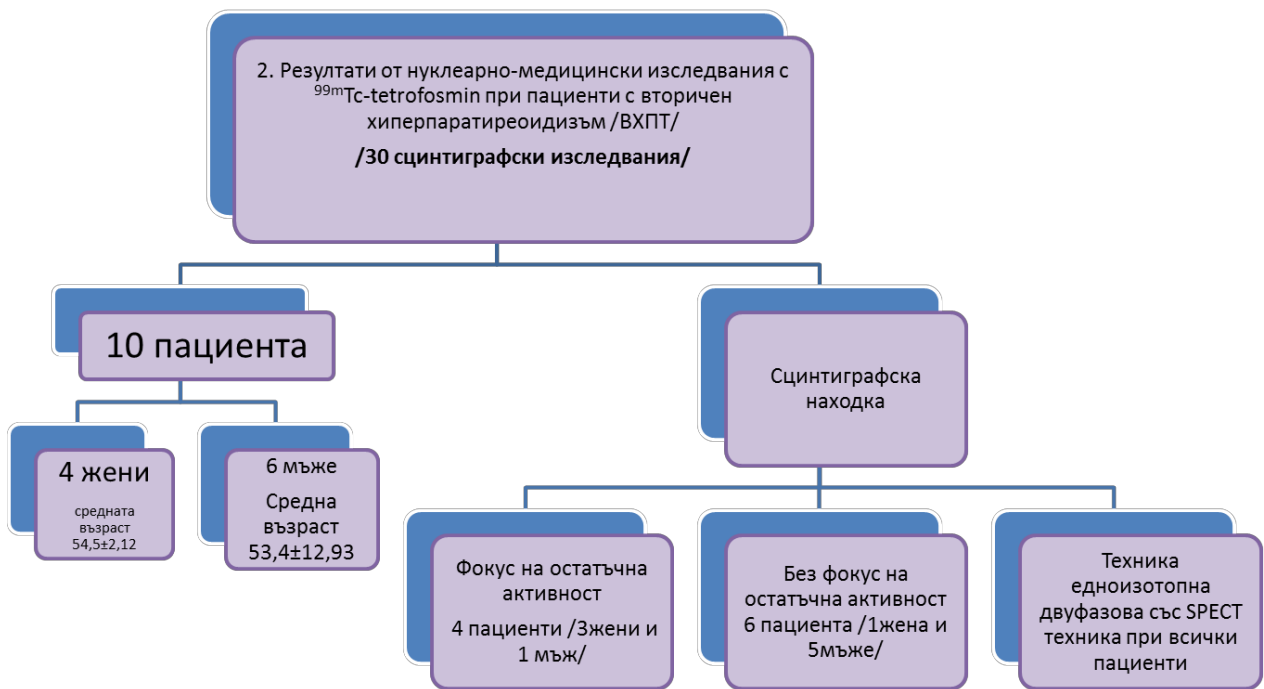 2. Резултати от нуклеарно-медицински изследвания с
99mTc-tetrofosmin при пациенти с вторичен
хиперпаратиреоидизъм /ВХПТ/
/30 сцинтиграфски изследвания/
10 пациента
4 жени
средната
възраст
54,5±2,12
6 мъже
Средна
възраст
53,4±12,93
Сцинтиграфска
находка
Фокус на остатъчна
активност
4 пациенти /3жени и
1 мъж/
Без фокус на
остатъчна активност
6 пациента /1жена и
5мъже/
Техника
едноизотопна
двуфазова със SPECT
техника при всички
пациенти